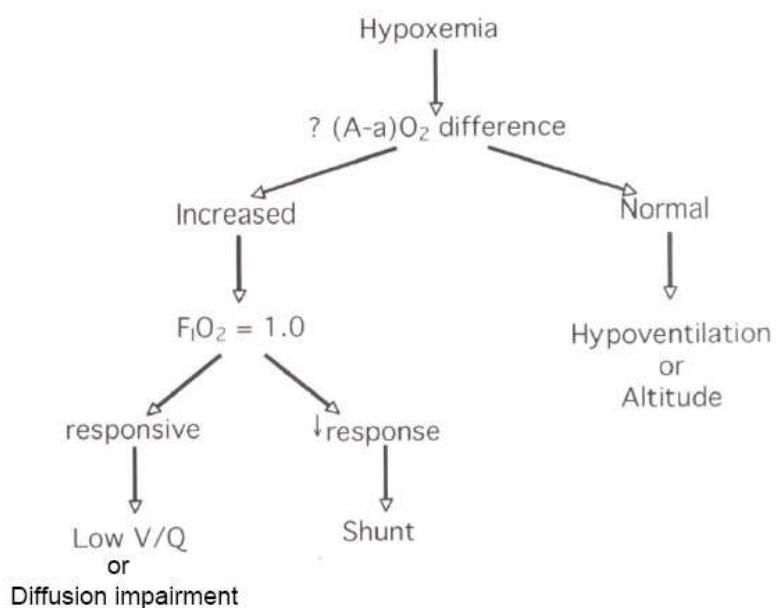 Hypoxemia
? (A-a)O₂ difference
Increased
Normal
FIO₂ = 1.0
Hypoventilation
or
Altitude
responsive
↓response
Low V/Q
or
Diffusion impairment
Shunt